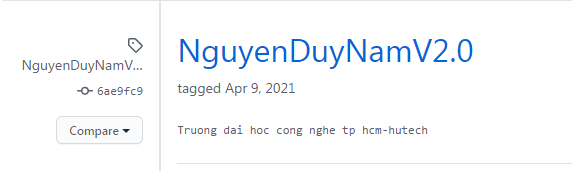 NguyenDuyNamV...
6ae9fc9
Compare
NguyenDuyNamV2.0
tagged Apr 9, 2021
Truong dai hoc cong nghe tp hcm-hutech